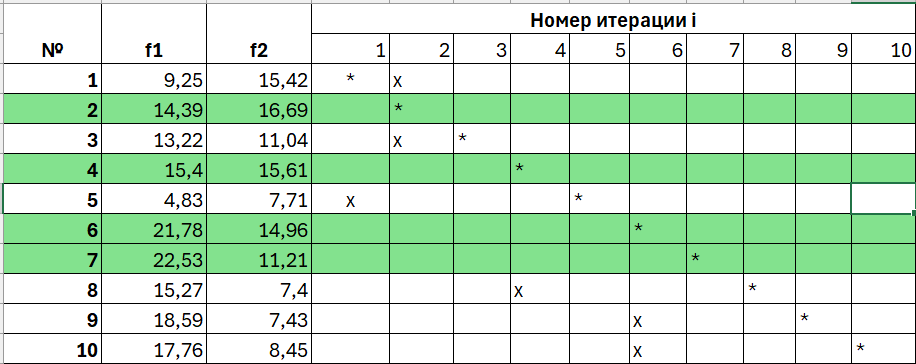 Номер итерации i
№ f1 f2 1 2 3 4 5 6 7 8 9 10
1 9,25 15,42 * x
2 14,39 16,69 *
3 13,22 11,04 x *
4 15,4 15,61 *
5 4,83 7,71 x *
6 21,78 14,96 *
7 22,53 11,21 *
8 15,27 7,4 x *
9 18,59 7,43 x *
10 17,76 8,45 x *